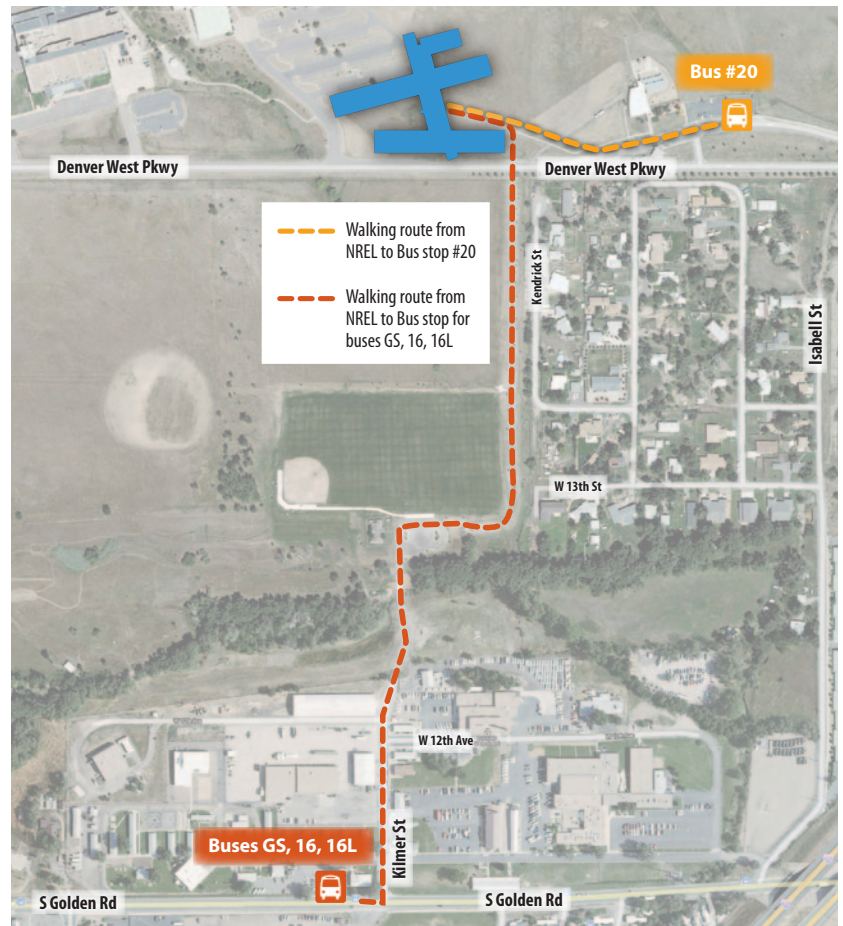 Bus #20
Denver West Pkwy
Denver West Pkwy
Walking route from
NREL to Bus stop #20
Walking route from
NREL to Bus stop for
buses GS, 16, 16L
Kendrick St
Isabell St
W 13th St
W 12th Ave
Buses GS, 16, 16L
Kilmer St
S Golden Rd
S Golden Rd